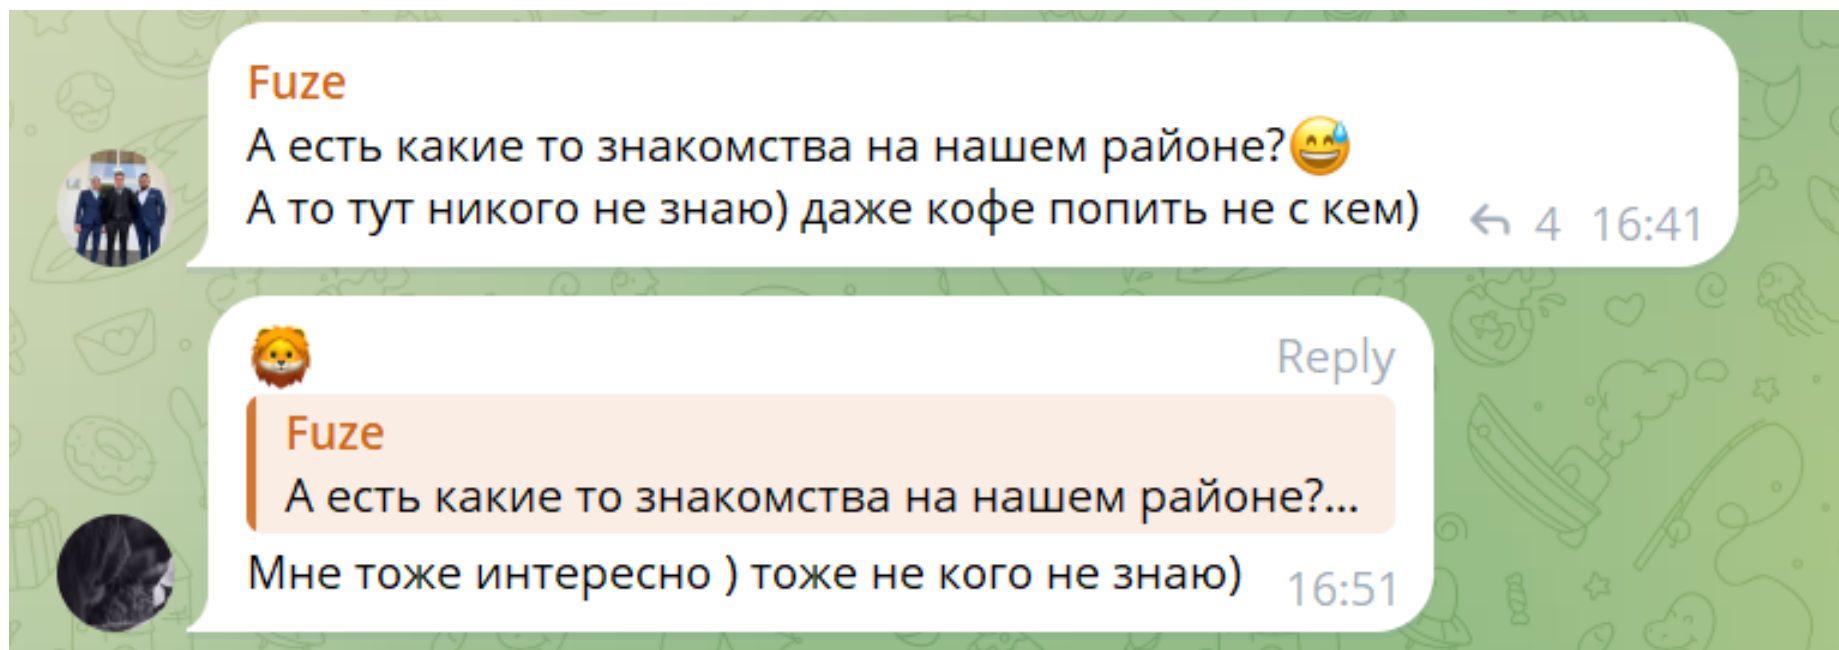 Fuze
А есть какие то знакомства на нашем районе?😅
А то тут никого не знаю) даже кофе попить не с кем)
4 16:41
🦁 Reply
Fuze
А есть какие то знакомства на нашем районе?...
Мне тоже интересно ) тоже не кого не знаю)
16:51